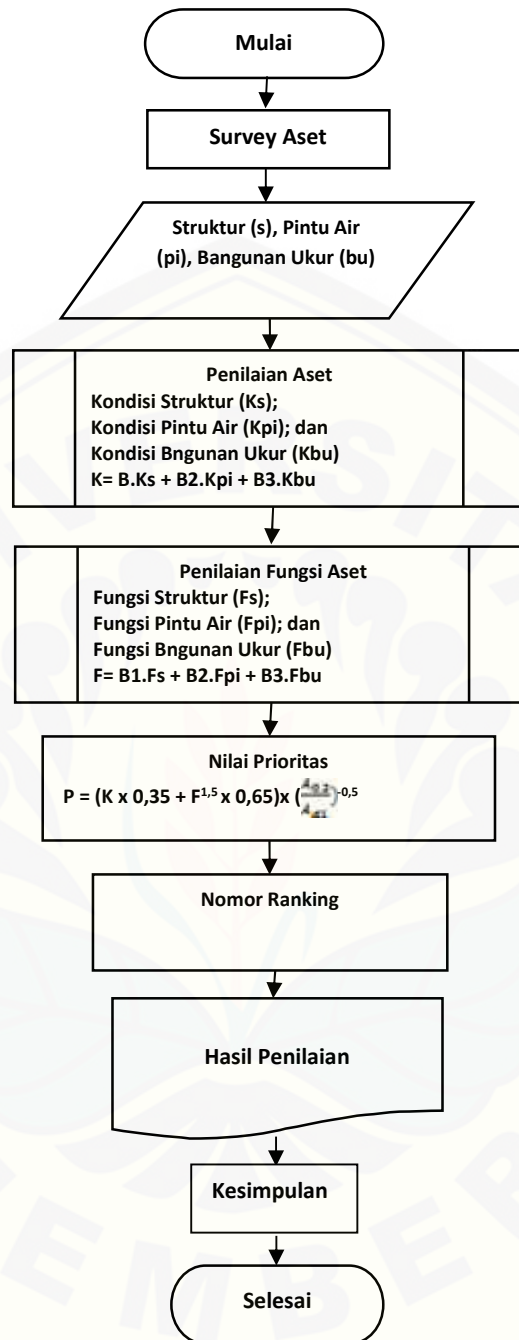 Mulai
Survey Aset
Struktur (s), Pintu Air
(pi), Bangunan Ukur (bu)
Penilaian Aset
Kondisi Struktur (Ks);
Kondisi Pintu Air (Kpi); dan
Kondisi Bngunan Ukur (Kbu)
K= B.Ks + B2.Kpi + B3.Kbu
Penilaian Fungsi Aset
Fungsi Struktur (Fs);
Fungsi Pintu Air (Fpi); dan
Fungsi Bngunan Ukur (Fbu)
F= B1.Fs + B2.Fpi + B3.Fbu
Nilai Prioritas
P = (K x 0,35 + F^1,5 x 0,65)x ( )^-0,5
Nomor Ranking
Hasil Penilaian
Kesimpulan
Selesai